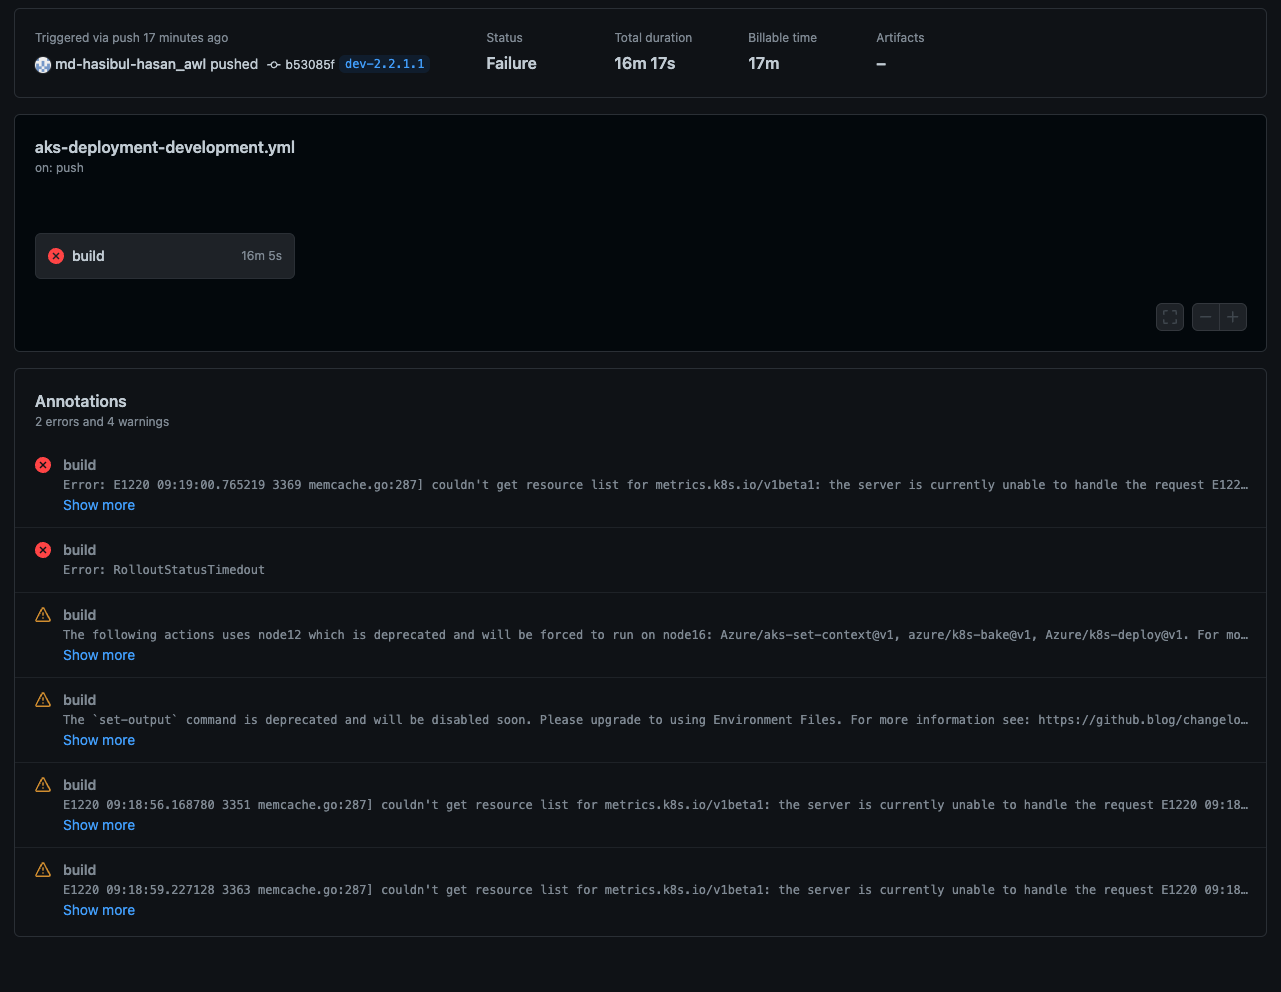 Triggered via push 17 minutes ago
md-hasibul-hasan_awl pushed b53085f dev-2.2.1.1
Status
Failure
Total duration
16m 17s
Billable time
17m
Artifacts
–
aks-deployment-development.yml
on: push
build 16m 5s
Annotations
2 errors and 4 warnings
build
Error: E1220 09:19:00.765219 3369 memcache.go:287] couldn't get resource list for metrics.k8s.io/v1beta1: the server is currently unable to handle the request E122…
Show more
build
Error: RolloutStatusTimedout
build
The following actions uses node12 which is deprecated and will be forced to run on node16: Azure/aks-set-context@v1, azure/k8s-bake@v1, Azure/k8s-deploy@v1. For mo…
Show more
build
The `set-output` command is deprecated and will be disabled soon. Please upgrade to using Environment Files. For more information see: https://github.blog/changelo…
Show more
build
E1220 09:18:56.168780 3351 memcache.go:287] couldn't get resource list for metrics.k8s.io/v1beta1: the server is currently unable to handle the request E1220 09:18…
Show more
build
E1220 09:18:59.227128 3363 memcache.go:287] couldn't get resource list for metrics.k8s.io/v1beta1: the server is currently unable to handle the request E1220 09:18…
Show more